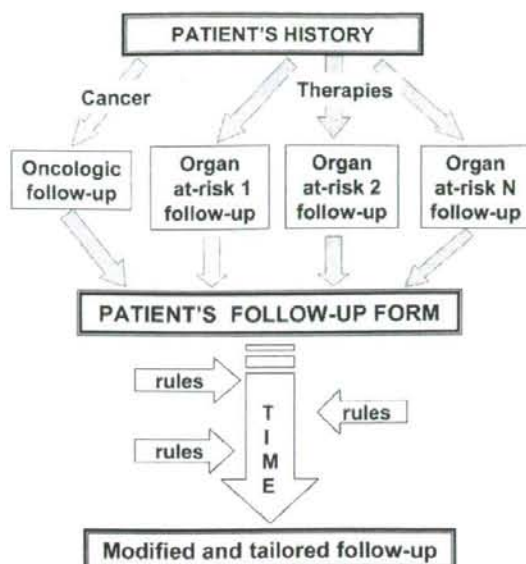 PATIENT'S HISTORY
Cancer
Therapies
Oncologic
follow-up
Organ
at-risk 1
follow-up
Organ
at-risk 2
follow-up
Organ
at-risk N
follow-up
PATIENT'S FOLLOW-UP FORM
rules
rules
rules
T
I
M
E
Modified and tailored follow-up